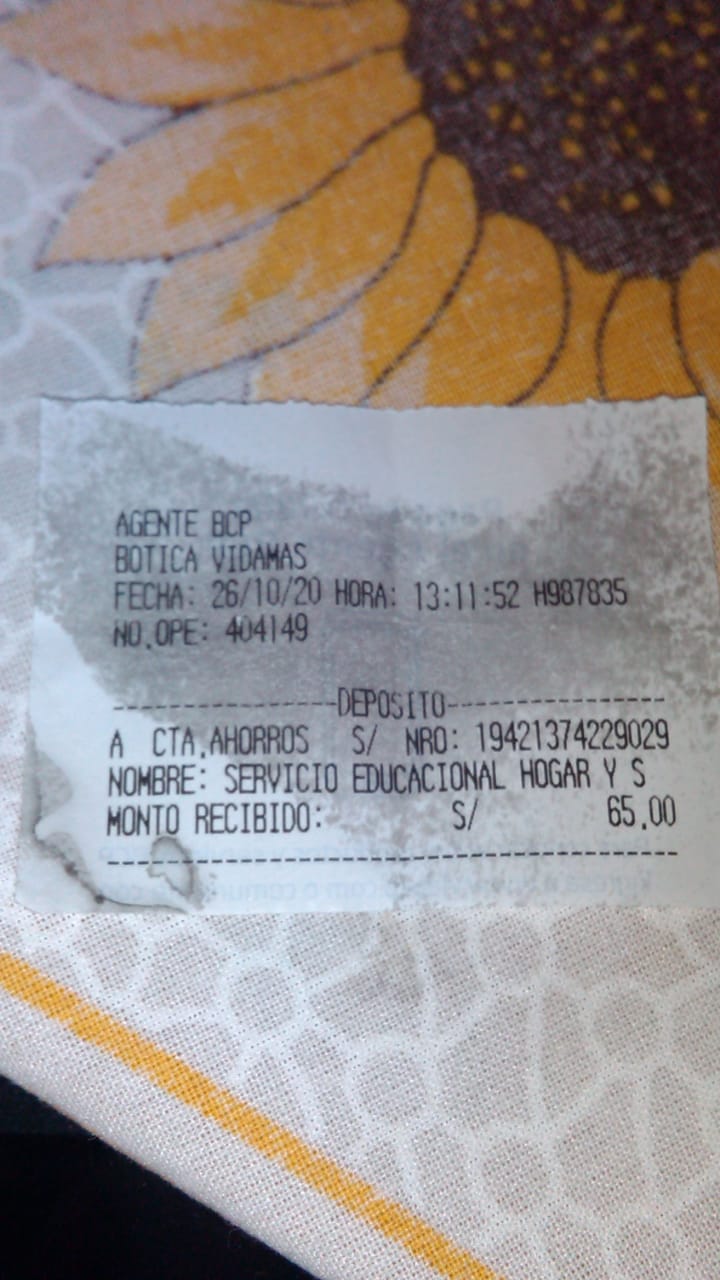 AGENTE BCP
BOTICA VIDAMAS
FECHA: 26/10/20 HORA: 13:11:52 H987835
NO.OPE: 404149
--------------------DEPOSITO--------------------
A CTA.AHORROS S/ NRO: 19421374229029
NOMBRE: SERVICIO EDUCACIONAL HOGAR Y S
MONTO RECIBIDO: S/ 65.00